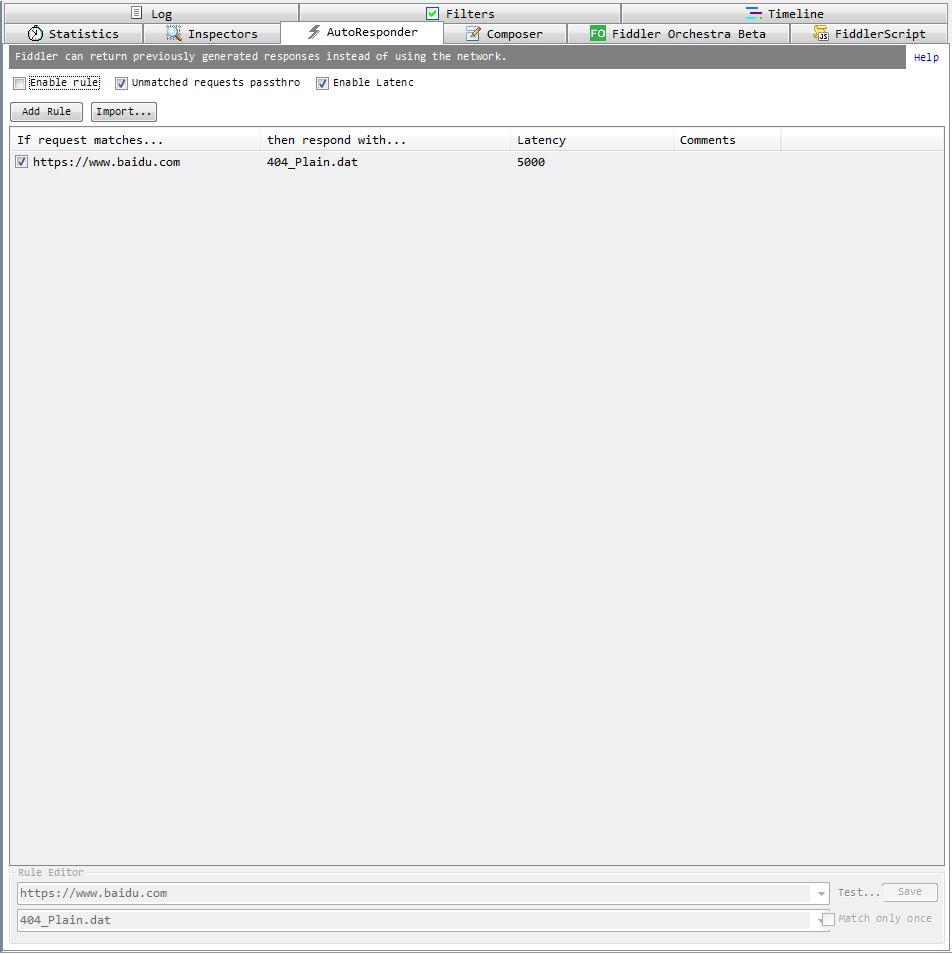 Log Filters Timeline
Statistics Inspectors AutoResponder Composer FO Fiddler Orchestra Beta JS FiddlerScript
Fiddler can return previously generated responses instead of using the network. Help
Enable rule Unmatched requests passthro Enable Latenc
Add Rule Import...
If request matches... then respond with... Latency Comments
https://www.baidu.com 404_Plain.dat 5000
Rule Editor
https://www.baidu.com Test... Save
404_Plain.dat Match only once